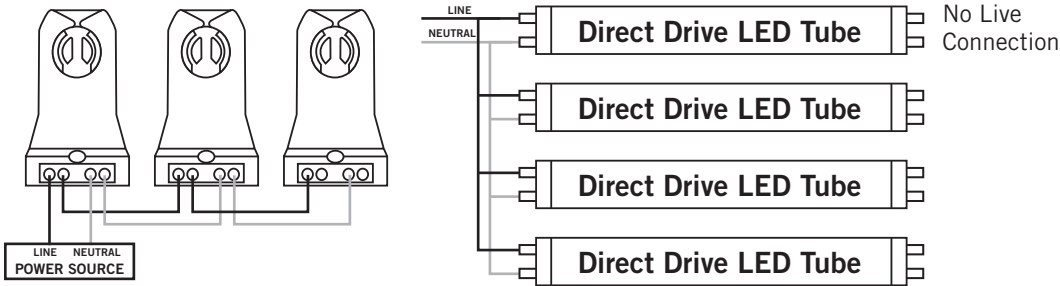 LINE NEUTRAL
POWER SOURCE
LINE
NEUTRAL
Direct Drive LED Tube
No Live
Connection
Direct Drive LED Tube
Direct Drive LED Tube
Direct Drive LED Tube